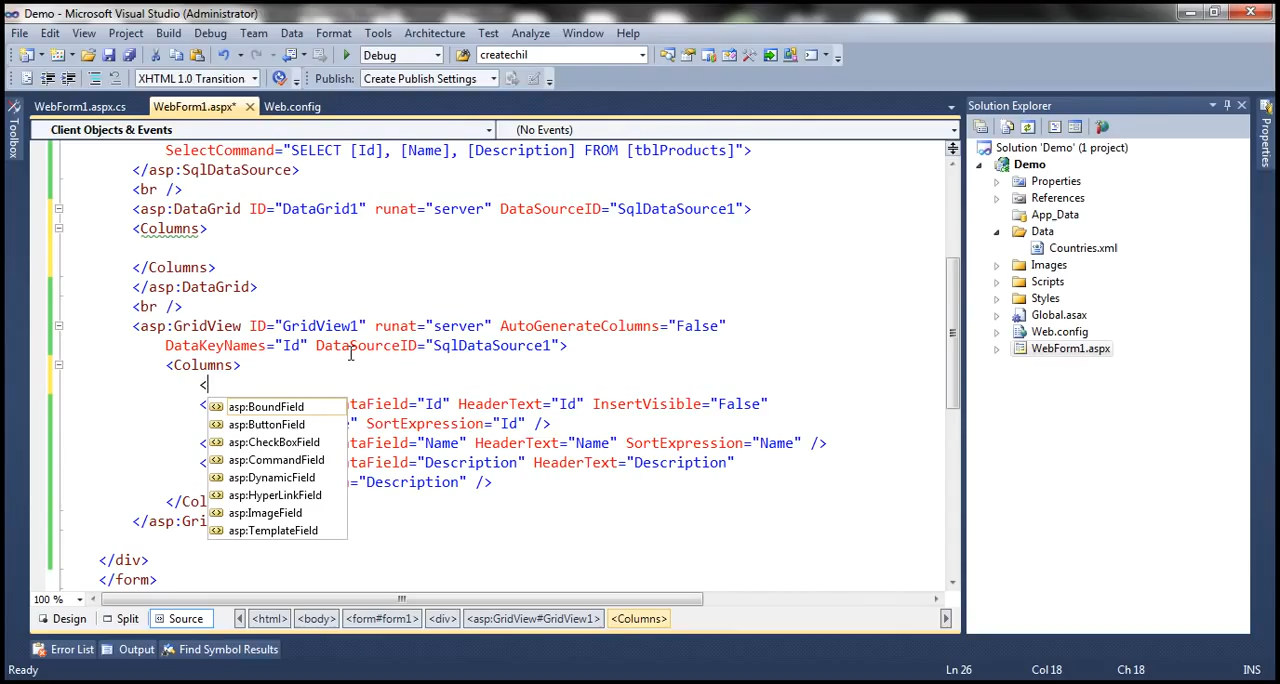 Demo - Microsoft Visual Studio (Administrator)
File Edit View Project Build Debug Team Data Format Tools Architecture Test Analyze Window Help
Debug createchil
XHTML 1.0 Transition Publish: Create Publish Settings
WebForm1.aspx.cs WebForm1.aspx* Web.config
Client Objects & Events (No Events)
SelectCommand="SELECT [Id], [Name], [Description] FROM [tblProducts]">
</asp:SqlDataSource>
<br />
<asp:DataGrid ID="DataGrid1" runat="server" DataSourceID="SqlDataSource1">
<Columns>
</Columns>
</asp:DataGrid>
<br />
<asp:GridView ID="GridView1" runat="server" AutoGenerateColumns="False"
DataKeyNames="Id" DataSourceID="SqlDataSource1">
<Columns>
<
< taField="Id" HeaderText="Id" InsertVisible="False"
" SortExpression="Id" />
< taField="Name" HeaderText="Name" SortExpression="Name" />
< taField="Description" HeaderText="Description"
="Description" />
</Col
</asp:Gri
</div>
</form>
asp:BoundField
asp:ButtonField
asp:CheckBoxField
asp:CommandField
asp:DynamicField
asp:HyperLinkField
asp:ImageField
asp:TemplateField
100 %
Design Split Source <html> <body> <form#form1> <div> <asp:GridView#GridView1> <Columns>
Error List Output Find Symbol Results
Ready Ln 26 Col 18 Ch 18 INS
Toolbox
Solution Explorer
Solution 'Demo' (1 project)
Demo
Properties
References
App_Data
Data
Countries.xml
Images
Scripts
Styles
Global.asax
Web.config
WebForm1.aspx
Properties